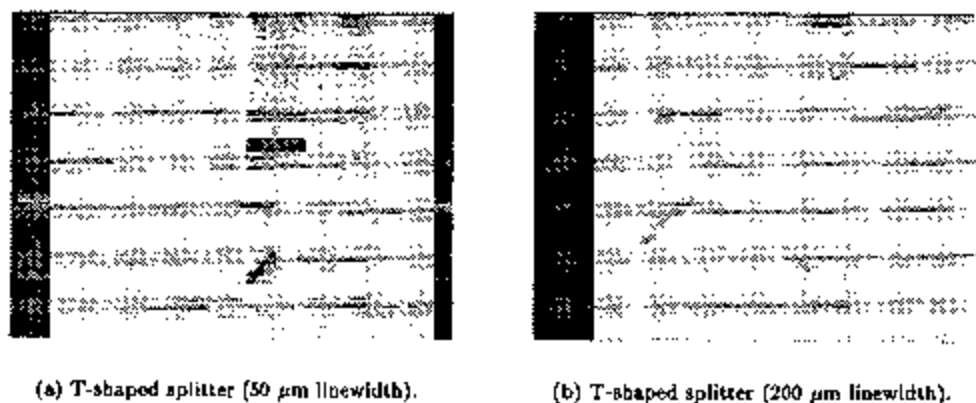 (a) T-shaped splitter (50 μm linewidth).
(b) T-shaped splitter (200 μm linewidth).